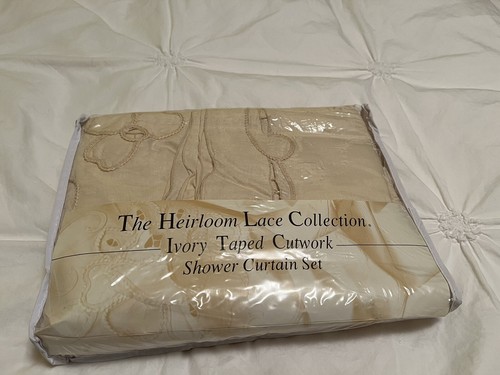 The Heirloom Lace Collection.
Ivory Taped Cutwork
Shower Curtain Set